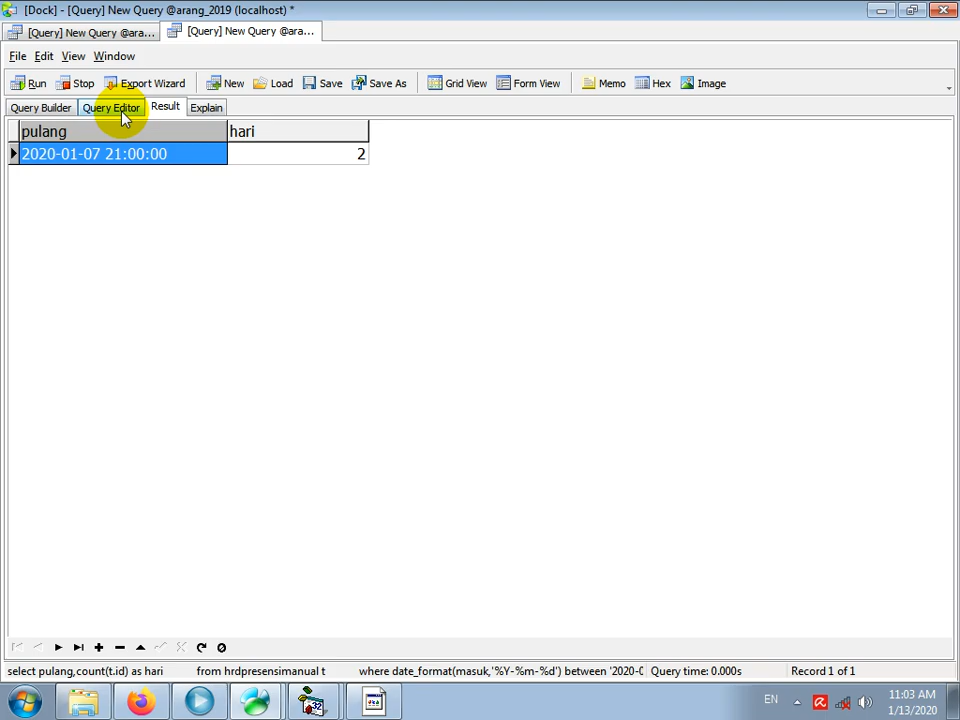 [Dock] - [Query] New Query @arang_2019 (localhost) *
[Query] New Query @ara... [Query] New Query @ara...
File Edit View Window
Run Stop Export Wizard New Load Save Save As Grid View Form View Memo Hex Image
Query Builder Query Editor Result Explain
pulang hari
2020-01-07 21:00:00 2
select pulang,count(t.id) as hari from hrdpresensimanual t where date_format(masuk,'%Y-%m-%d') between '2020-0 Query time: 0.000s Record 1 of 1
32
EN 11:03 AM
1/13/2020